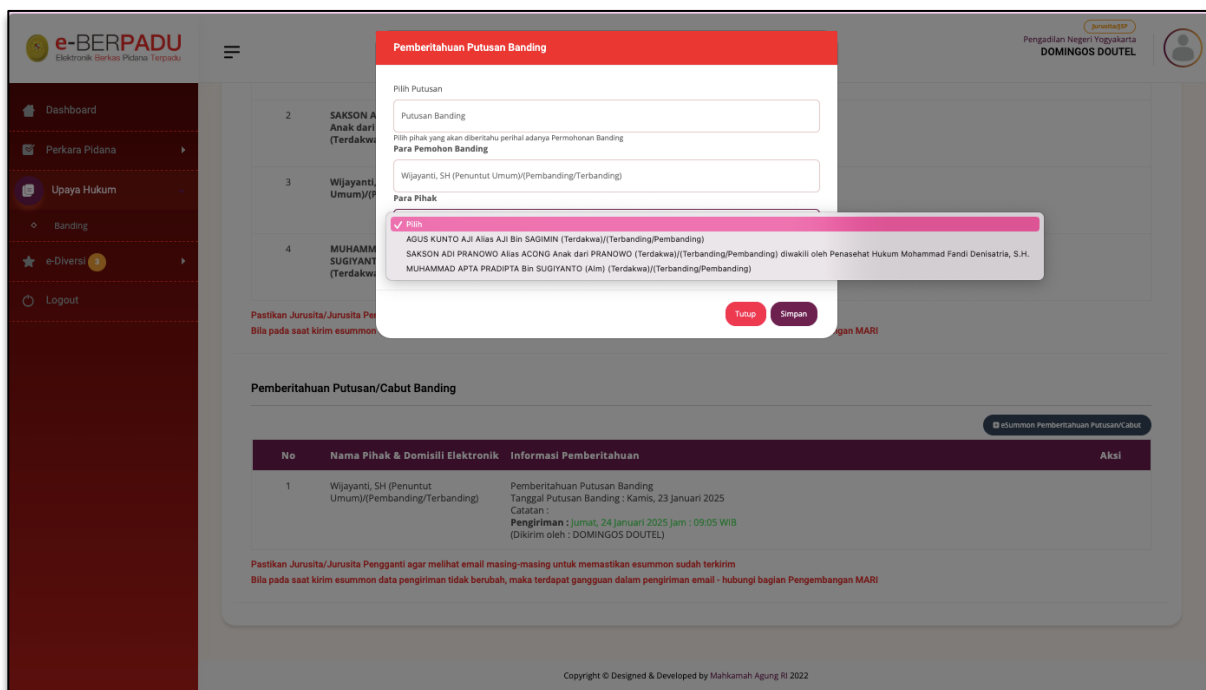 e-BERPADU
Elektronik Berkas Pidana Terpadu
Jurusita/JSP
Pengadilan Negeri Yogyakarta
DOMINGOS DOUTEL
Dashboard
Perkara Pidana
Upaya Hukum
Banding
e-Diversi 3
Logout
Pemberitahuan Putusan Banding
Pilih Putusan
Putusan Banding
Pilih pihak yang akan diberitahu perihal adanya Permohonan Banding
Para Pemohon Banding
Wijayanti, SH (Penuntut Umum)/(Pembanding/Terbanding)
Para Pihak
✓ Pilih
AGUS KUNTO AJI Alias AJI Bin SAGIMIN (Terdakwa)/(Terbanding/Pembanding)
SAKSON ADI PRANOWO Alias ACONG Anak dari PRANOWO (Terdakwa)/(Terbanding/Pembanding) diwakili oleh Penasehat Hukum Mohammad Fandi Denisatria, S.H.
MUHAMMAD APTA PRADIPTA Bin SUGIYANTO (Alm) (Terdakwa)/(Terbanding/Pembanding)
Tutup
Simpan
2
SAKSON A
Anak dari
(Terdakwa
3
Wijayanti,
Umum)/(P
4
MUHAMM
SUGIYANT
(Terdakwa
Pastikan Jurusita/Jurusita Pe
Bila pada saat kirim esummon
ngan MARI
Pemberitahuan Putusan/Cabut Banding
eSummon Pemberitahuan Putusan/Cabut
No Nama Pihak & Domisili Elektronik Informasi Pemberitahuan Aksi
1 Wijayanti, SH (Penuntut Pemberitahuan Putusan Banding
Umum)/(Pembanding/Terbanding) Tanggal Putusan Banding : Kamis, 23 Januari 2025
Catatan :
Pengiriman : Jumat, 24 Januari 2025 Jam : 09:05 WIB
(Dikirim oleh : DOMINGOS DOUTEL)
Pastikan Jurusita/Jurusita Pengganti agar melihat email masing-masing untuk memastikan esummon sudah terkirim
Bila pada saat kirim esummon data pengiriman tidak berubah, maka terdapat gangguan dalam pengiriman email - hubungi bagian Pengembangan MARI
Copyright © Designed & Developed by Mahkamah Agung RI 2022